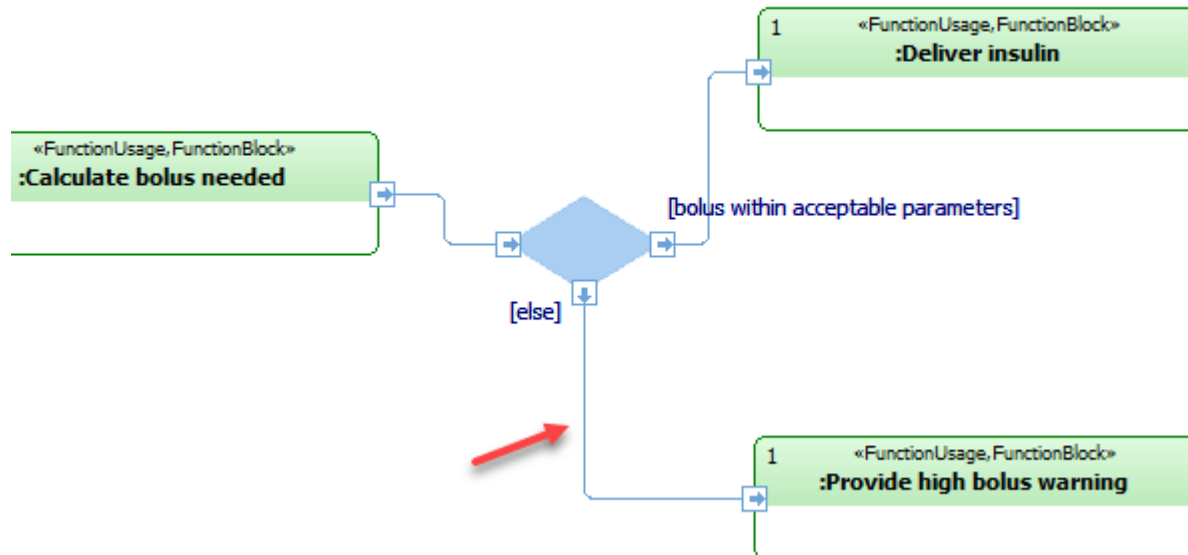 1 «FunctionUsage,FunctionBlock»
:Deliver insulin
«FunctionUsage,FunctionBlock»
:Calculate bolus needed
[bolus within acceptable parameters]
[else]
1 «FunctionUsage,FunctionBlock»
:Provide high bolus warning